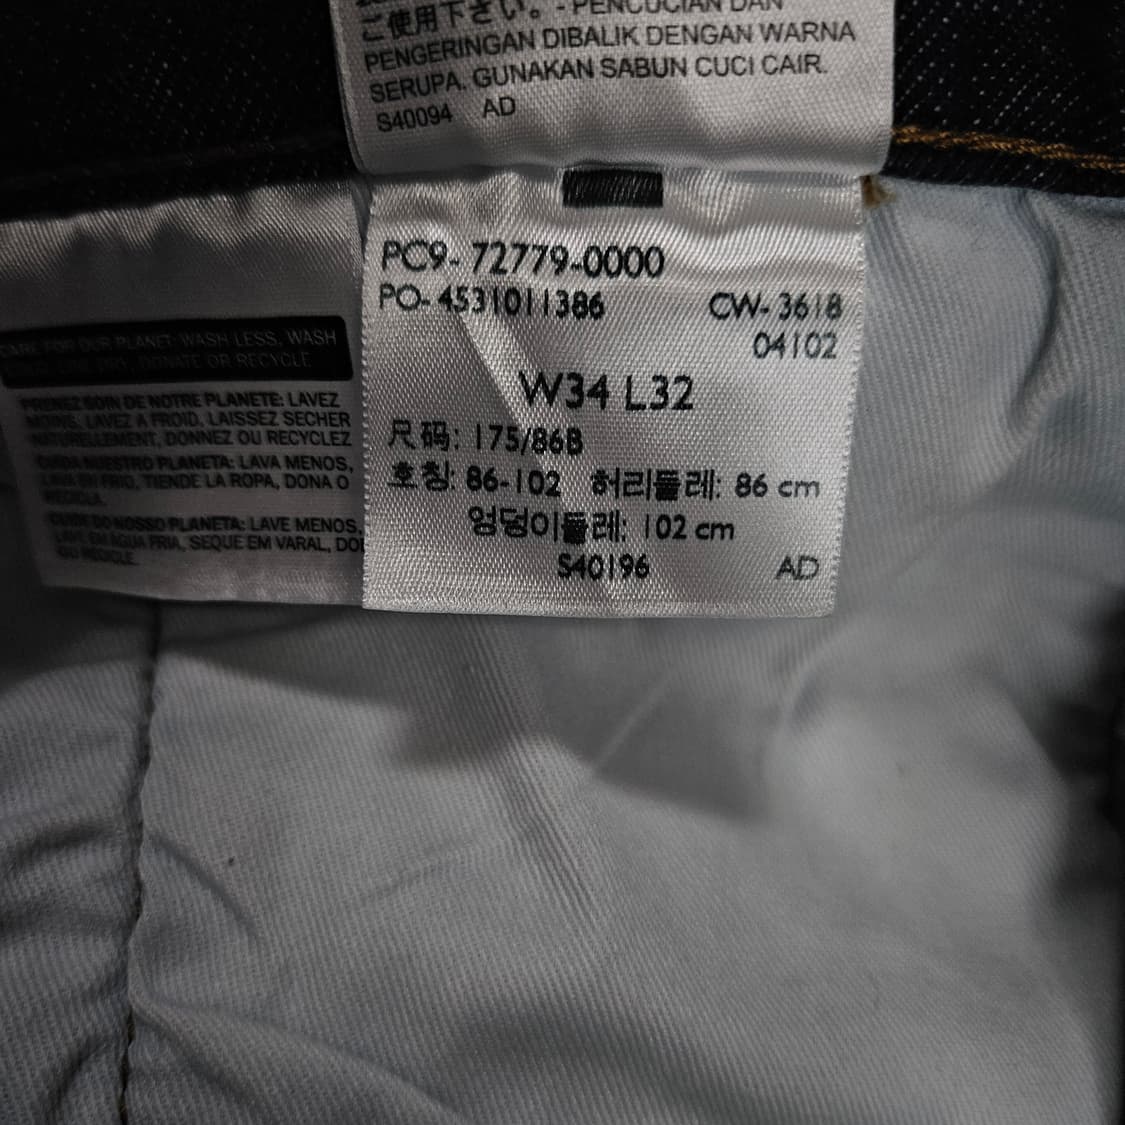 ご使用下さい。- PENCUCIAN DAN
PENGERINGAN DIBALIK DENGAN WARNA
SERUPA. GUNAKAN SABUN CUCI CAIR.
S40094 AD
CARE FOR OUR PLANET: WASH LESS, WASH
DONATE OR RECYCLE.
PRENEZ SOIN DE NOTRE PLANETE: LAVEZ
MOINS, LAVEZ A FROID, LAISSEZ SECHER
NATURELLEMENT, DONNEZ OU RECYCLEZ
CUIDA NUESTRO PLANETA: LAVA MENOS,
LAVA EN FRIO, TIENDE LA ROPA, DONA O
RECICLA.
CUIDE DO NOSSO PLANETA: LAVE MENOS,
LAVE EM AGUA FRIA, SEQUE EM VARAL, DOE
OU RECICLE.
PC9-72779-0000
PO-4531011386 CW-3618
04102
W34 L32
尺码: 175/86B
호칭: 86-102 허리둘레: 86 cm
엉덩이둘레: 102 cm
S40196 AD